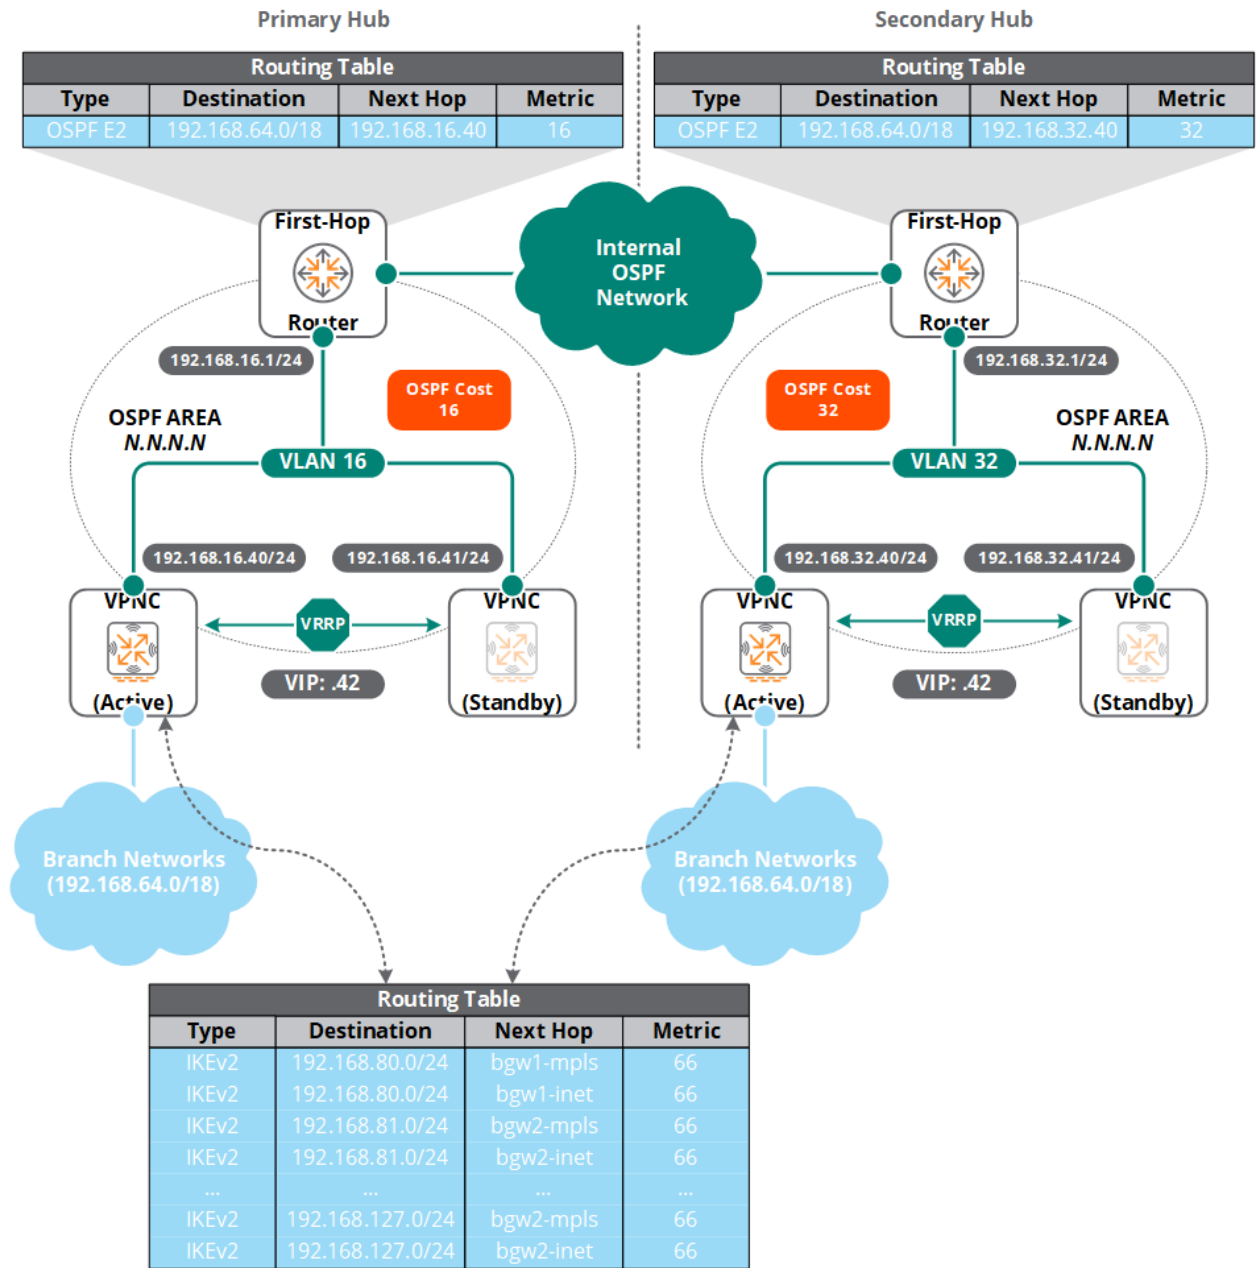 Primary Hub
Secondary Hub
Routing Table
Type Destination Next Hop Metric
OSPF E2 192.168.64.0/18 192.168.16.40 16
Routing Table
Type Destination Next Hop Metric
OSPF E2 192.168.64.0/18 192.168.32.40 32
First-Hop
Router
Internal
OSPF
Network
First-Hop
Router
192.168.16.1/24
OSPF Cost
16
OSPF AREA
N.N.N.N
VLAN 16
192.168.16.40/24
192.168.16.41/24
VPNC
(Active)
VRRP
VIP: .42
VPNC
(Standby)
192.168.32.1/24
OSPF Cost
32
OSPF AREA
N.N.N.N
VLAN 32
192.168.32.40/24
192.168.32.41/24
VPNC
(Active)
VRRP
VIP: .42
VPNC
(Standby)
Branch Networks
(192.168.64.0/18)
Branch Networks
(192.168.64.0/18)
Routing Table
Type Destination Next Hop Metric
IKEv2 192.168.80.0/24 bgw1-mpls 66
IKEv2 192.168.80.0/24 bgw1-inet 66
IKEv2 192.168.81.0/24 bgw2-mpls 66
IKEv2 192.168.81.0/24 bgw2-inet 66
... ... ... ...
IKEv2 192.168.127.0/24 bgw2-mpls 66
IKEv2 192.168.127.0/24 bgw2-inet 66